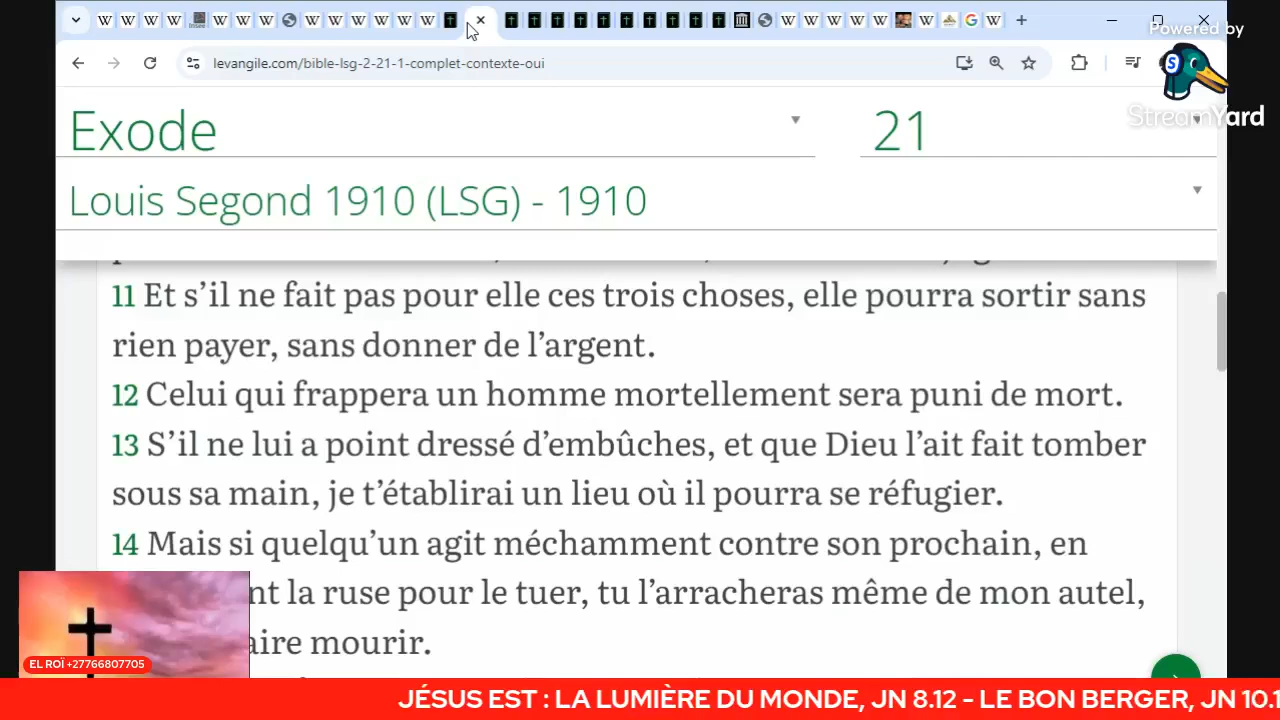 Powered by
StreamYard
levangile.com/bible-lsg-2-21-1-complet-contexte-oui
Exode
21
Louis Segond 1910 (LSG) - 1910
11 Et s’il ne fait pas pour elle ces trois choses, elle pourra sortir sans
rien payer, sans donner de l’argent.
12 Celui qui frappera un homme mortellement sera puni de mort.
13 S’il ne lui a point dressé d’embûches, et que Dieu l’ait fait tomber
sous sa main, je t’établirai un lieu où il pourra se réfugier.
14 Mais si quelqu’un agit méchamment contre son prochain, en
nt la ruse pour le tuer, tu l’arracheras même de mon autel,
aire mourir.
EL ROÏ +27766807705
JÉSUS EST : LA LUMIÈRE DU MONDE, JN 8.12 - LE BON BERGER, JN 10.1